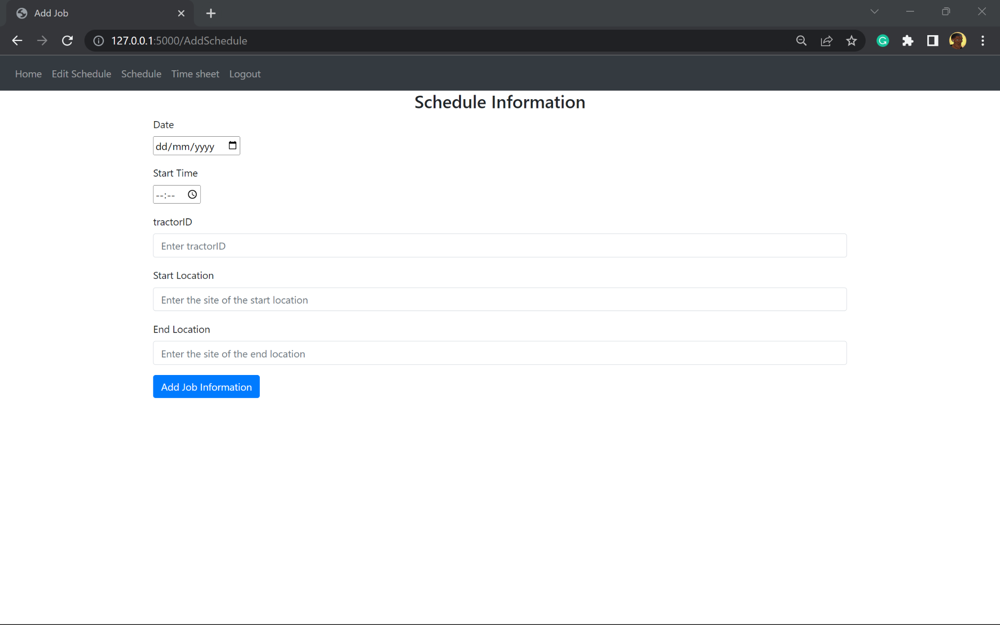 Add Job
127.0.0.1:5000/AddSchedule
Home Edit Schedule Schedule Time sheet Logout
Schedule Information
Date
dd/mm/yyyy
Start Time
--:--
tractorID
Enter tractorID
Start Location
Enter the site of the start location
End Location
Enter the site of the end location
Add Job Information